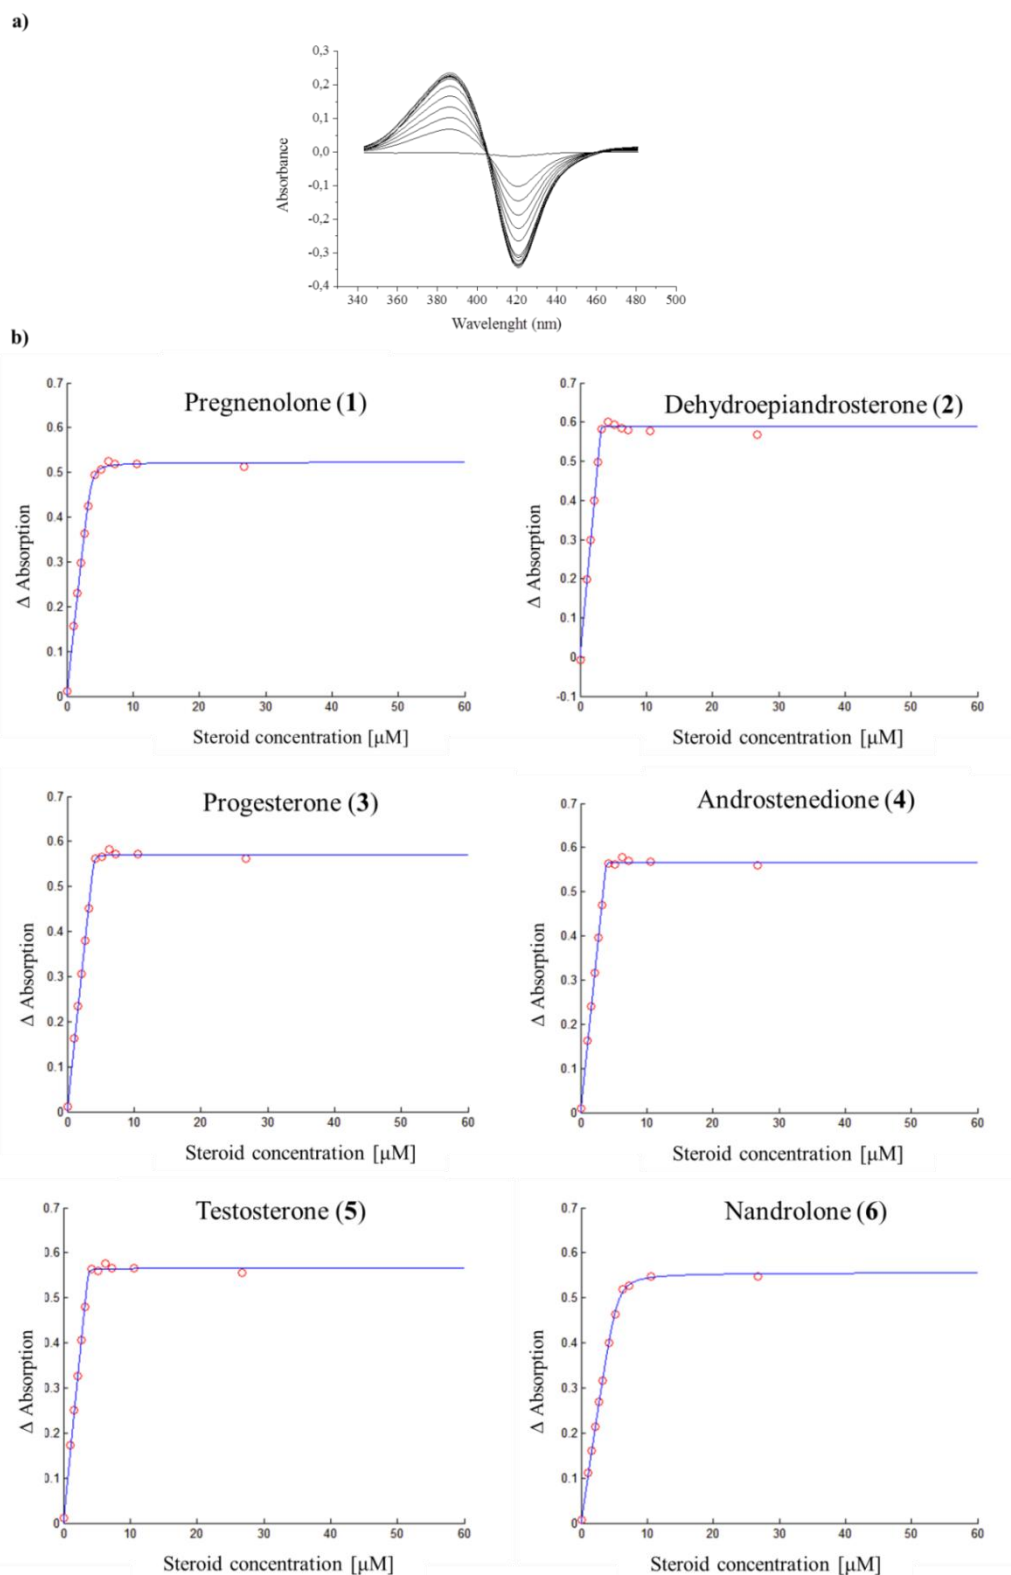 a)
0,3
0,2
0,1
0,0
-0,1
-0,2
-0,3
-0,4
Absorbance
340 360 380 400 420 440 460 480 500
Wavelenght (nm)
b)
Pregnenolone (1)
0.7
0.6
0.5
0.4
0.3
0.2
0.1
0
Δ Absorption
0 10 20 30 40 50 60
Steroid concentration [μM]
Dehydroepiandrosterone (2)
0.7
0.6
0.5
0.4
0.3
0.2
0.1
0
-0.1
Δ Absorption
0 10 20 30 40 50 60
Steroid concentration [μM]
Progesterone (3)
0.7
0.6
0.5
0.4
0.3
0.2
0.1
0
Δ Absorption
0 10 20 30 40 50 60
Steroid concentration [μM]
Androstenedione (4)
0.7
0.6
0.5
0.4
0.3
0.2
0.1
0
Δ Absorption
0 10 20 30 40 50 60
Steroid concentration [μM]
Testosterone (5)
0.7
0.6
0.5
0.4
0.3
0.2
0.1
0
Δ Absorption
0 10 20 30 40 50 60
Steroid concentration [μM]
Nandrolone (6)
0.7
0.6
0.5
0.4
0.3
0.2
0.1
0
Δ Absorption
0 10 20 30 40 50 60
Steroid concentration [μM]